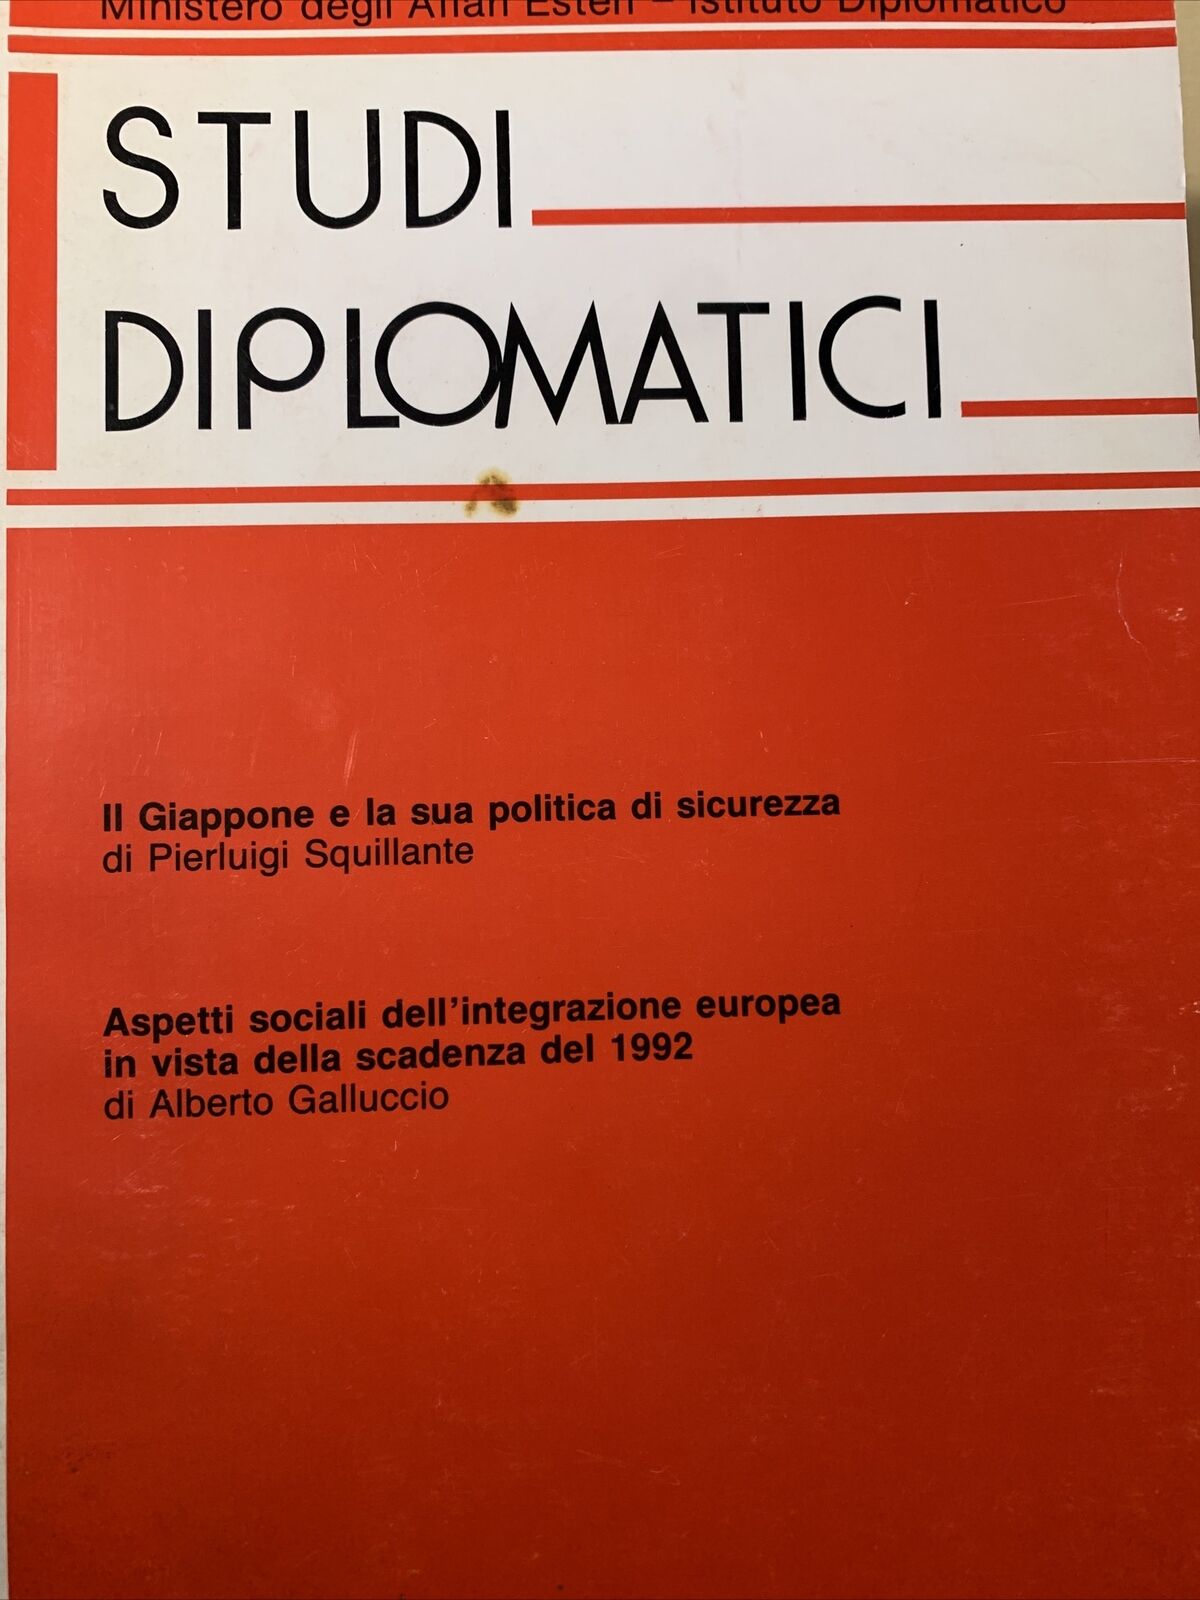 Ministero degli Affari Esteri – Istituto Diplomatico
STUDI
DIPLOMATICI
Il Giappone e la sua politica di sicurezza
di Pierluigi Squillante
Aspetti sociali dell'integrazione europea
in vista della scadenza del 1992
di Alberto Galluccio